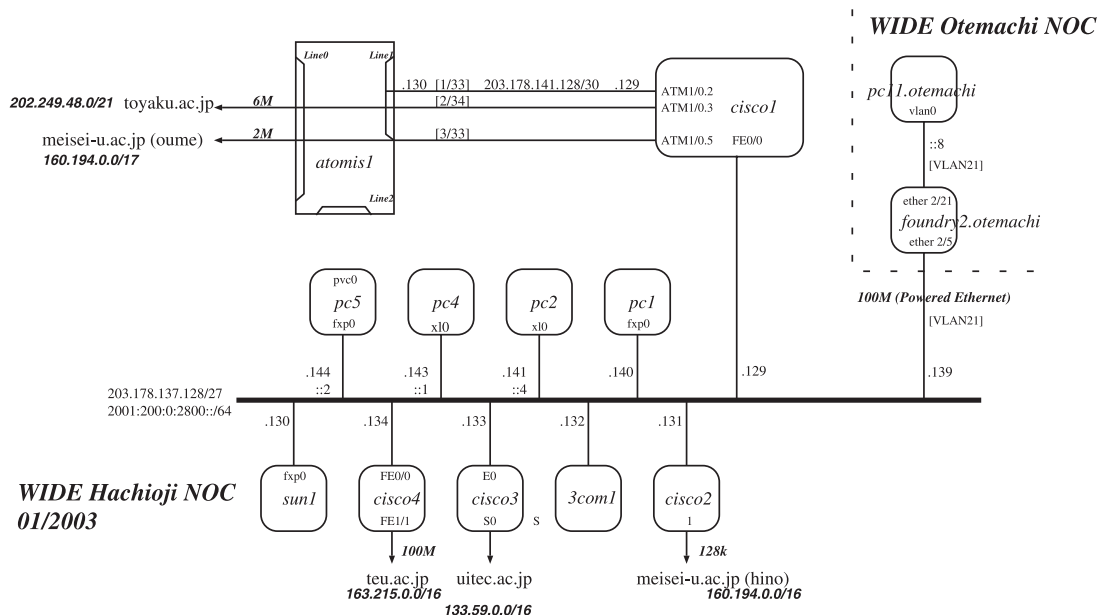 WIDE Otemachi NOC
Line0
Line1
.130 [1/33] 203.178.141.128/30 .129
ATM1/0.2
202.249.48.0/21 toyaku.ac.jp
6M
[2/34]
ATM1/0.3
cisco1
meisei-u.ac.jp (oume)
2M
[3/33]
ATM1/0.5 FE0/0
160.194.0.0/17
atomis1
Line2
pc11.otemachi
vlan0
::8
[VLAN21]
ether 2/21
foundry2.otemachi
ether 2/5
100M (Powered Ethernet)
[VLAN21]
.139
pvc0
pc5
fxp0
pc4
xl0
pc2
xl0
pc1
fxp0
.144
::2
.143
::1
.141
::4
.140
.129
203.178.137.128/27
2001:200:0:2800::/64
.130
.134
.133
.132
.131
WIDE Hachioji NOC
01/2003
fxp0
sun1
FE0/0
cisco4
FE1/1
E0
cisco3
S0
S
3com1
cisco2
1
100M
128k
teu.ac.jp
163.215.0.0/16
uitec.ac.jp
133.59.0.0/16
meisei-u.ac.jp (hino)
160.194.0.0/16